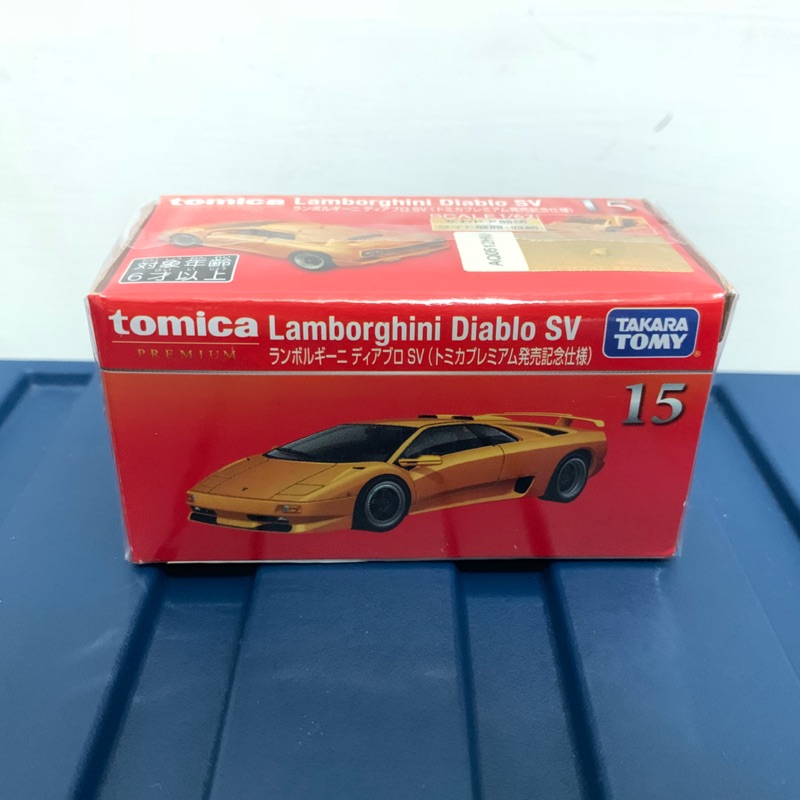 tomica Lamborghini Diablo SV 15
ランボルギーニ ディアブロ SV (トミカプレミアム発売記念仕様)
SCALE 1/62
対象年齢
6才以上
tomica Lamborghini Diablo SV
PREMIUM
ランボルギーニ ディアブロ SV (トミカプレミアム発売記念仕様)
TAKARA
TOMY
15